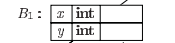 B₁: x int
y int